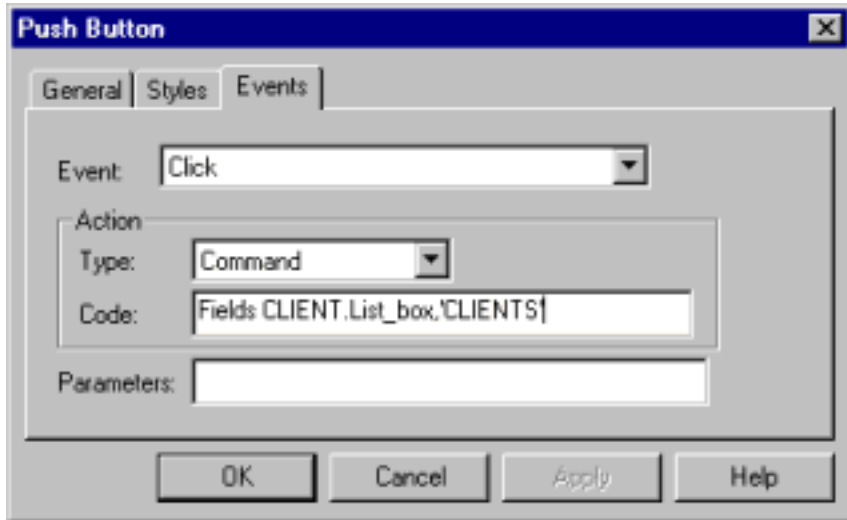 Push Button
General Styles Events
Event: Click
Action
Type: Command
Code: Fields CLIENT.List_box,'CLIENTS'
Parameters:
OK Cancel Apply Help